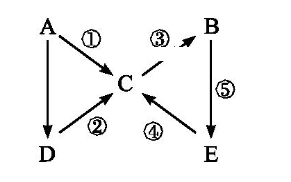 A ① ③ B
C ⑤
D ② ④ E